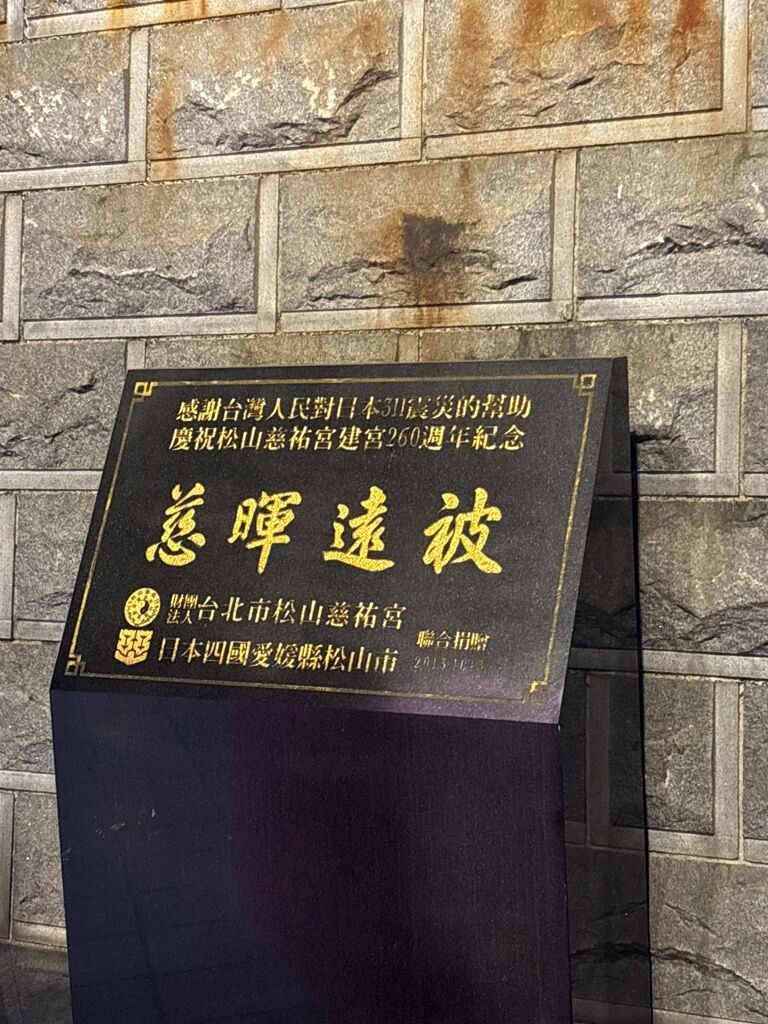 感謝台灣人民對日本311震災的幫助
慶祝松山慈祐宮建宮260週年紀念
慈暉遠被
財團法人台北市松山慈祐宮
日本四國愛媛縣松山市
聯合捐贈